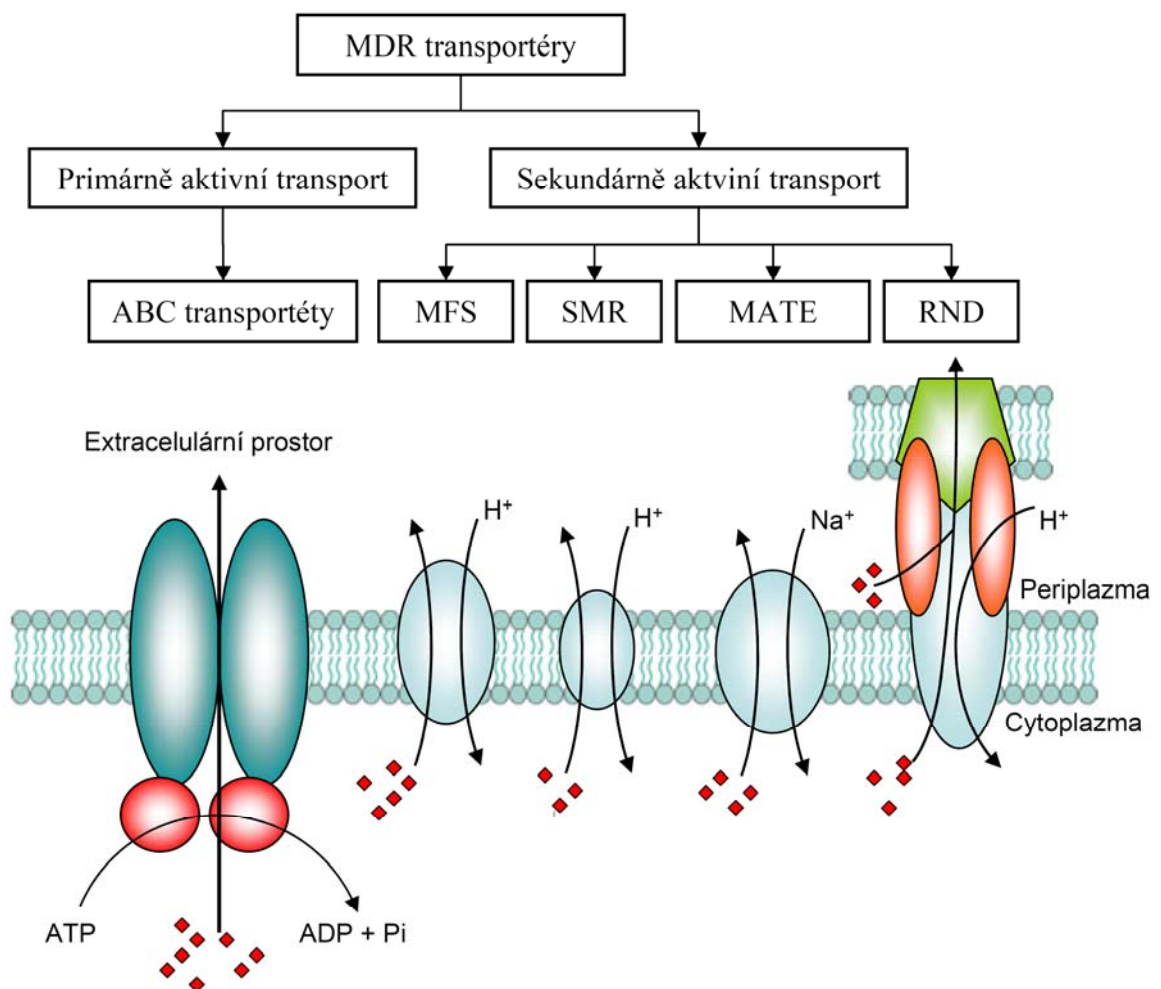 MDR transportéry
Primárně aktivní transport
Sekundárně aktviní transport
ABC transportéty
MFS
SMR
MATE
RND
Extracelulární prostor
H⁺
H⁺
Na⁺
H⁺
Periplazma
Cytoplazma
ATP
ADP + Pi